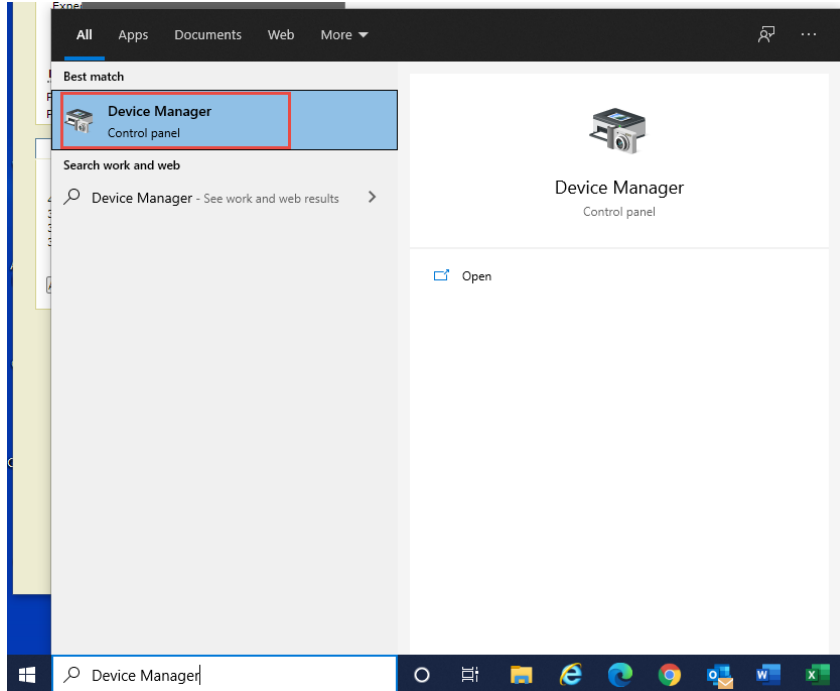 All Apps Documents Web More
Best match
Device Manager
Control panel
Search work and web
Device Manager - See work and web results
Device Manager
Control panel
Open
Device Manager